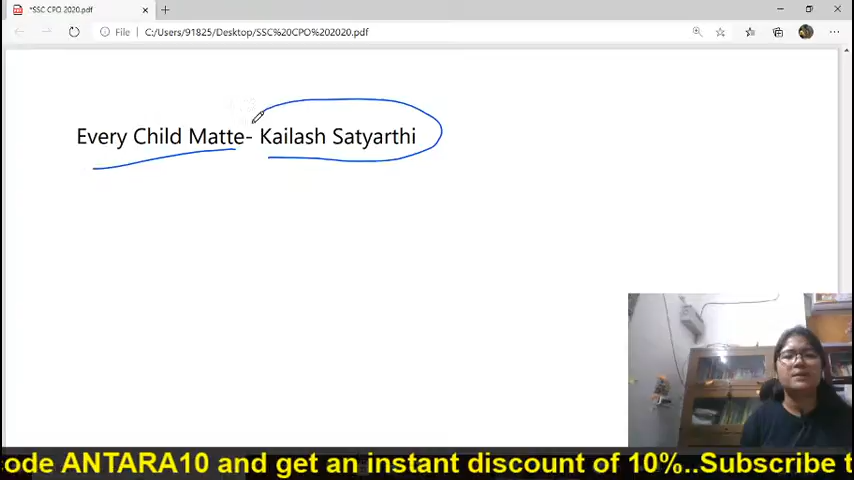 *SSC CPO 2020.pdf
File
C:/Users/91825/Desktop/SSC%20CPO%202020.pdf
Every Child Matte- Kailash Satyarthi
ode ANTARA10 and get an instant discount of 10%..Subscribe t